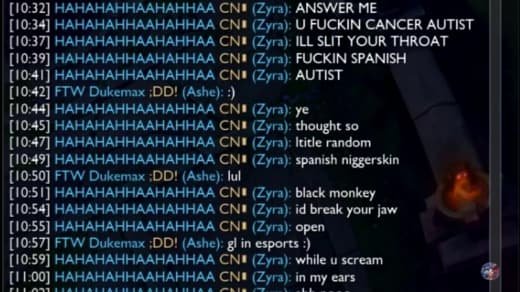 [10:32] HAHAHAHHAAHAHHAA CN (Zyra): ANSWER ME
[10:34] HAHAHAHHAAHAHHAA CN (Zyra): U FUCKIN CANCER AUTIST
[10:37] HAHAHAHHAAHAHHAA CN (Zyra): ILL SLIT YOUR THROAT
[10:39] HAHAHAHHAAHAHHAA CN (Zyra): FUCKIN SPANISH
[10:41] HAHAHAHHAAHAHHAA CN (Zyra): AUTIST
[10:42] FTW Dukemax ;DD! (Ashe): :)
[10:44] HAHAHAHHAAHAHHAA CN (Zyra): ye
[10:45] HAHAHAHHAAHAHHAA CN (Zyra): thought so
[10:47] HAHAHAHHAAHAHHAA CN (Zyra): ltitle random
[10:49] HAHAHAHHAAHAHHAA CN (Zyra): spanish niggerskin
[10:50] FTW Dukemax ;DD! (Ashe): lul
[10:51] HAHAHAHHAAHAHHAA CN (Zyra): black monkey
[10:54] HAHAHAHHAAHAHHAA CN (Zyra): id break your jaw
[10:55] HAHAHAHHAAHAHHAA CN (Zyra): open
[10:57] FTW Dukemax ;DD! (Ashe): gl in esports :)
[10:59] HAHAHAHHAAHAHHAA CN (Zyra): while u scream
[11:00] HAHAHAHHAAHAHHAA CN (Zyra): in my ears